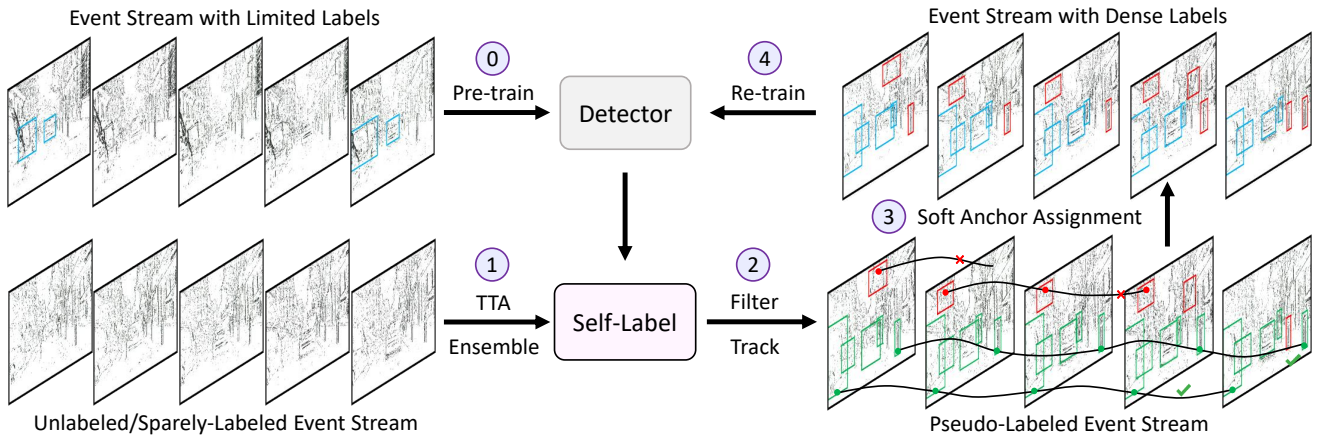 Event Stream with Limited Labels
Event Stream with Dense Labels
0
Pre-train
Detector
4
Re-train
3 Soft Anchor Assignment
1
TTA
Ensemble
Self-Label
2
Filter
Track
Unlabeled/Sparely-Labeled Event Stream
Pseudo-Labeled Event Stream